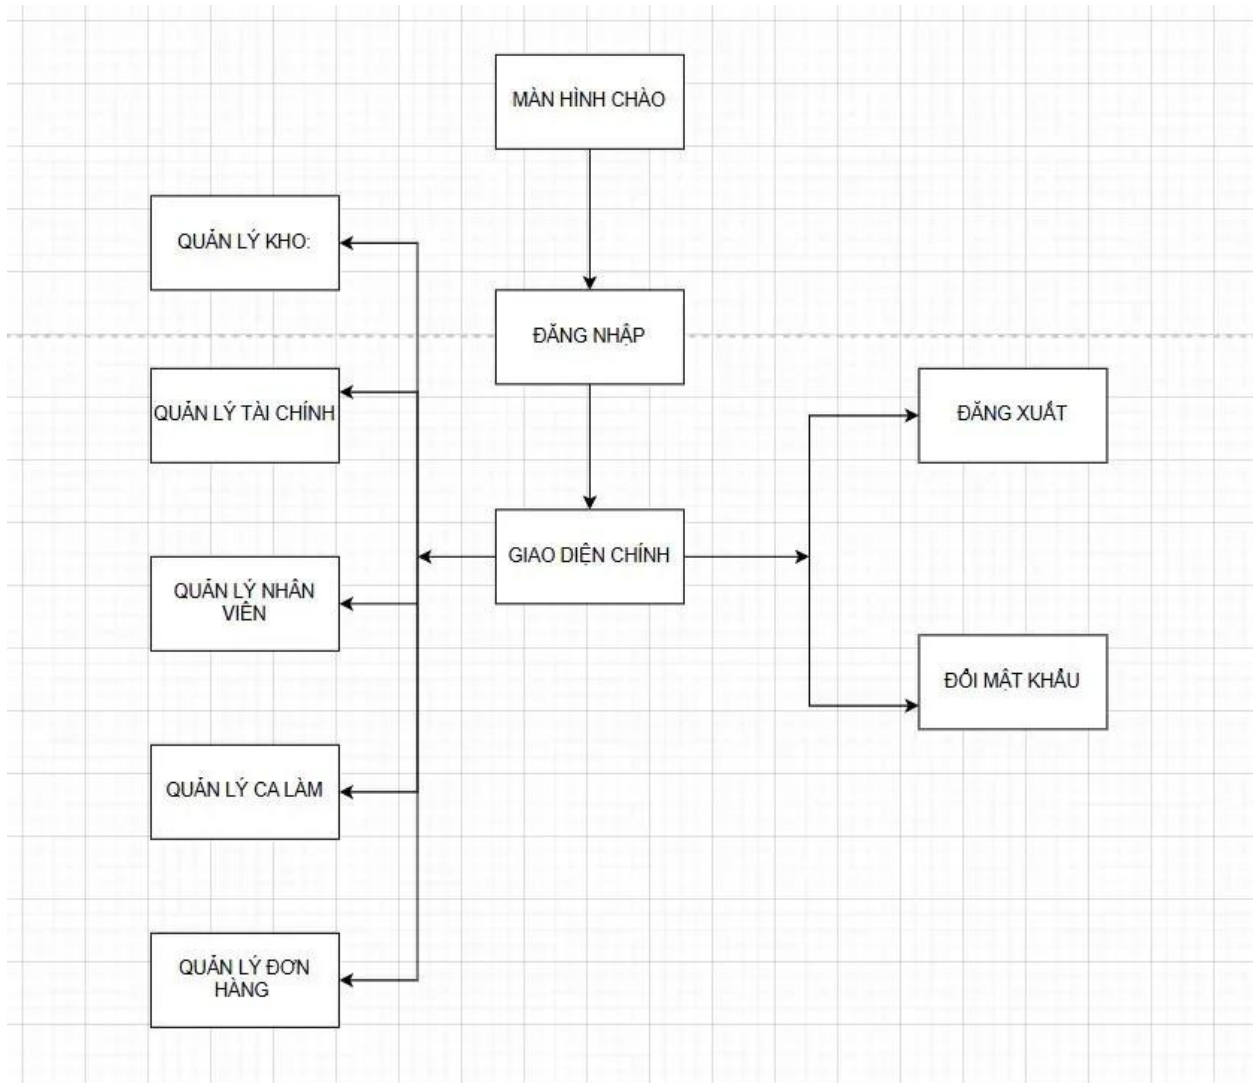 MÀN HÌNH CHÀO
QUẢN LÝ KHO:
ĐĂNG NHẬP
QUẢN LÝ TÀI CHÍNH
ĐĂNG XUẤT
GIAO DIỆN CHÍNH
QUẢN LÝ NHÂN
VIÊN
ĐỔI MẬT KHẨU
QUẢN LÝ CA LÀM
QUẢN LÝ ĐƠN
HÀNG